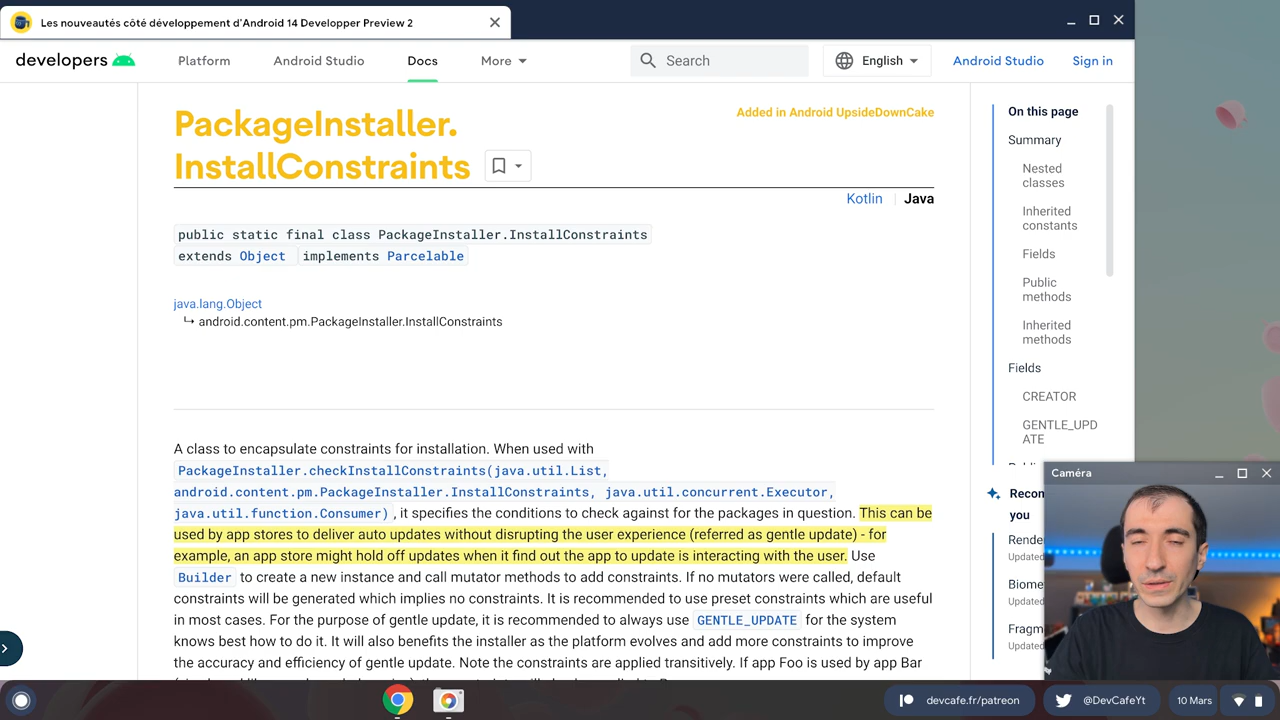 Les nouveautés côté développement d'Android 14 Developper Preview 2
developers
Platform
Android Studio
Docs
More
Search
English
Android Studio
Sign in
PackageInstaller.
InstallConstraints
Added in Android UpsideDownCake
Kotlin
Java
public static final class PackageInstaller.InstallConstraints
extends Object implements Parcelable
java.lang.Object
↳ android.content.pm.PackageInstaller.InstallConstraints
A class to encapsulate constraints for installation. When used with
PackageInstaller.checkInstallConstraints(java.util.List,
android.content.pm.PackageInstaller.InstallConstraints, java.util.concurrent.Executor,
java.util.function.Consumer) , it specifies the conditions to check against for the packages in question. This can be
used by app stores to deliver auto updates without disrupting the user experience (referred as gentle update) - for
example, an app store might hold off updates when it find out the app to update is interacting with the user. Use
Builder to create a new instance and call mutator methods to add constraints. If no mutators were called, default
constraints will be generated which implies no constraints. It is recommended to use preset constraints which are useful
in most cases. For the purpose of gentle update, it is recommended to always use GENTLE_UPDATE for the system
knows best how to do it. It will also benefits the installer as the platform evolves and add more constraints to improve
the accuracy and efficiency of gentle update. Note the constraints are applied transitively. If app Foo is used by app Bar
On this page
Summary
Nested
classes
Inherited
constants
Fields
Public
methods
Inherited
methods
Fields
CREATOR
GENTLE_UPD
ATE
Recom
you
Rende
Updated
Biome
Updated
Fragm
Updated
Caméra
devcafe.fr/patreon
@DevCafeYt
10 Mars